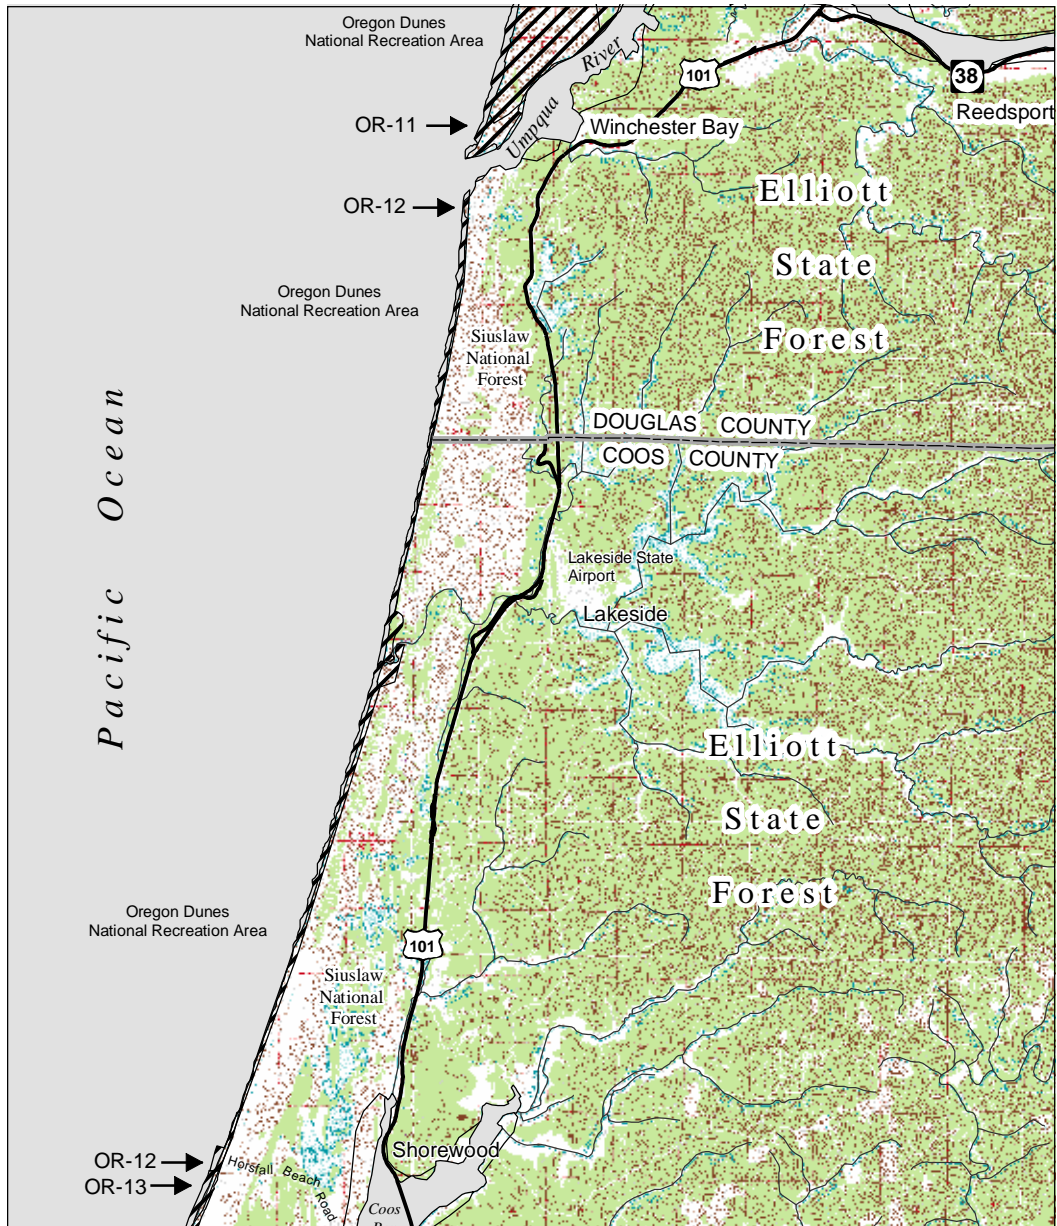 Oregon Dunes
National Recreation Area
River
Umpqua
101
38
Reedsport
OR-11
Winchester Bay
Elliott
OR-12
State
Oregon Dunes
National Recreation Area
Forest
Siuslaw
National
Forest
Pacific Ocean
DOUGLAS COUNTY
COOS COUNTY
Lakeside State
Airport
Lakeside
Elliott
State
Forest
Oregon Dunes
National Recreation Area
101
Siuslaw
National
Forest
Shorewood
OR-12
OR-13
Horsfall Beach Road
Coos